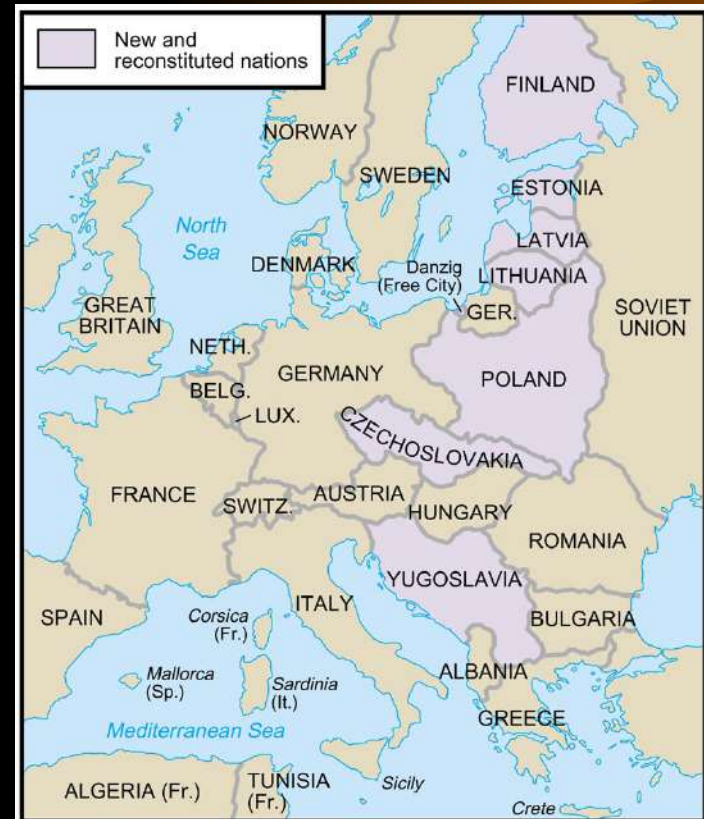 New and
reconstituted nations
FINLAND
NORWAY
SWEDEN
ESTONIA
North
Sea
LATVIA
DENMARK
Danzig
(Free City)
LITHUANIA
GER.
GREAT
BRITAIN
SOVIET
UNION
NETH.
GERMANY
POLAND
BELG.
LUX.
CZECHOSLOVAKIA
FRANCE
SWITZ.
AUSTRIA
HUNGARY
ROMANIA
YUGOSLAVIA
SPAIN
Corsica
(Fr.)
ITALY
BULGARIA
Mallorca
(Sp.)
Sardinia
(It.)
ALBANIA
GREECE
Mediterranean Sea
ALGERIA (Fr.)
TUNISIA
(Fr.)
Sicily
Crete